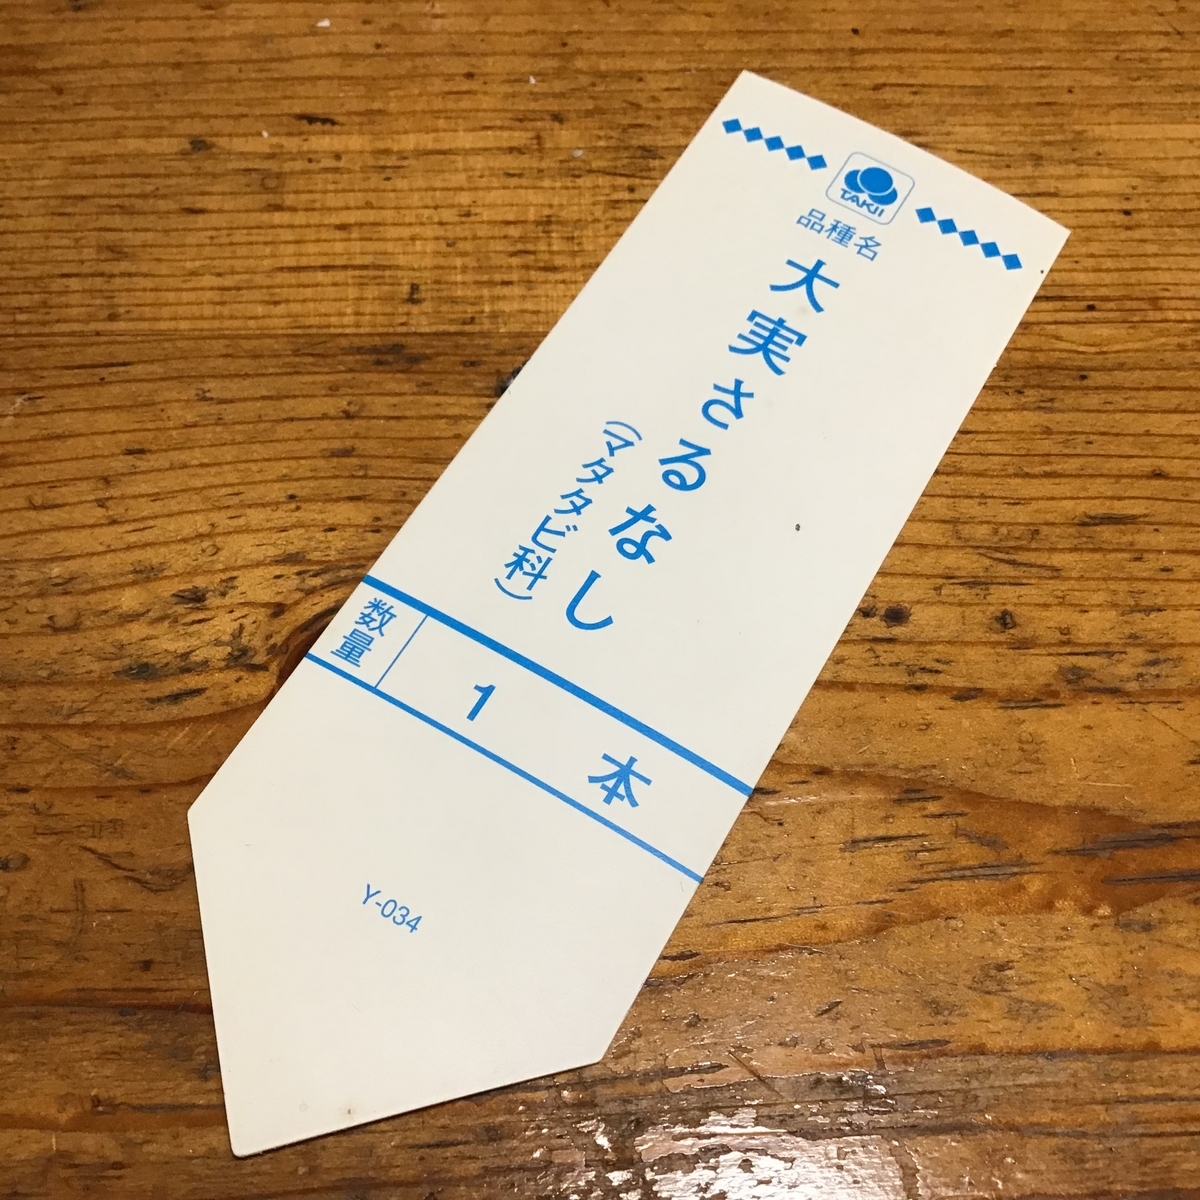 TAKII
品種名
大実さるなし
(マタタビ科)
数量
1 本
Y-034